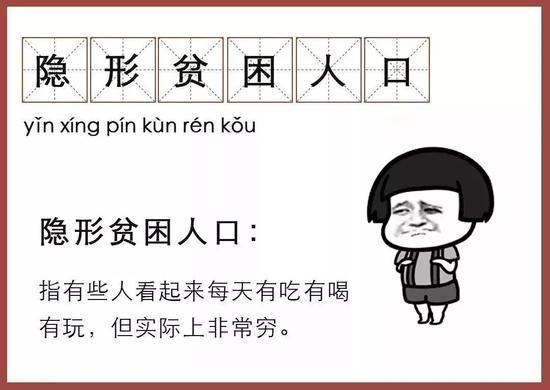 隐形贫困人口
yǐn xíng pín kùn rén kǒu
隐形贫困人口：
指有些人看起来每天有吃有喝
有玩，但实际上非常穷。